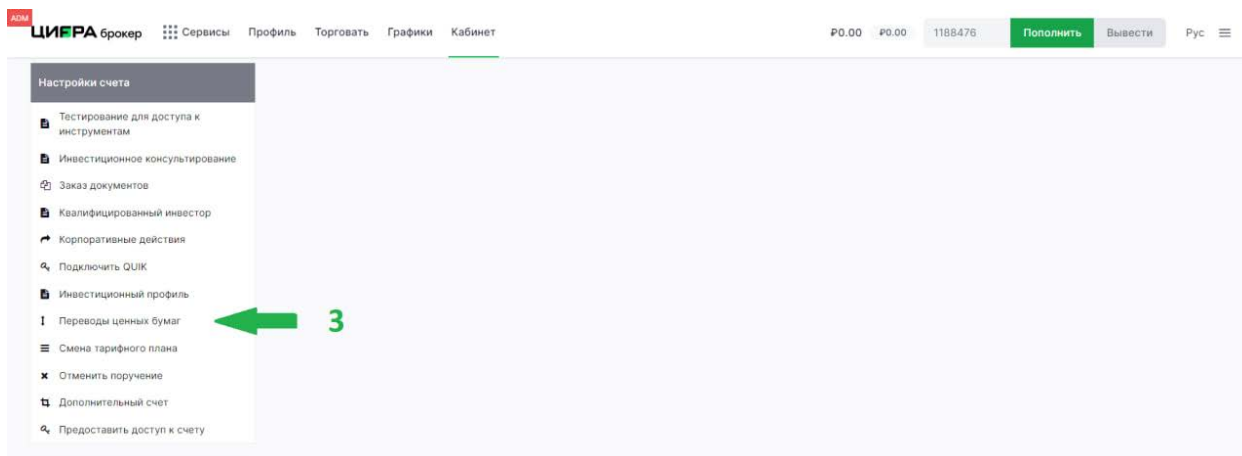 ADM
ЦИФРА брокер Сервисы Профиль Торговать Графики Кабинет ₽0.00 ₽0.00 1188476 Пополнить Вывести Рус
Настройки счета
Тестирование для доступа к
инструментам
Инвестиционное консультирование
Заказ документов
Квалифицированный инвестор
Корпоративные действия
Подключить QUIK
Инвестиционный профиль
Переводы ценных бумаг 3
Смена тарифного плана
Отменить поручение
Дополнительный счет
Предоставить доступ к счету